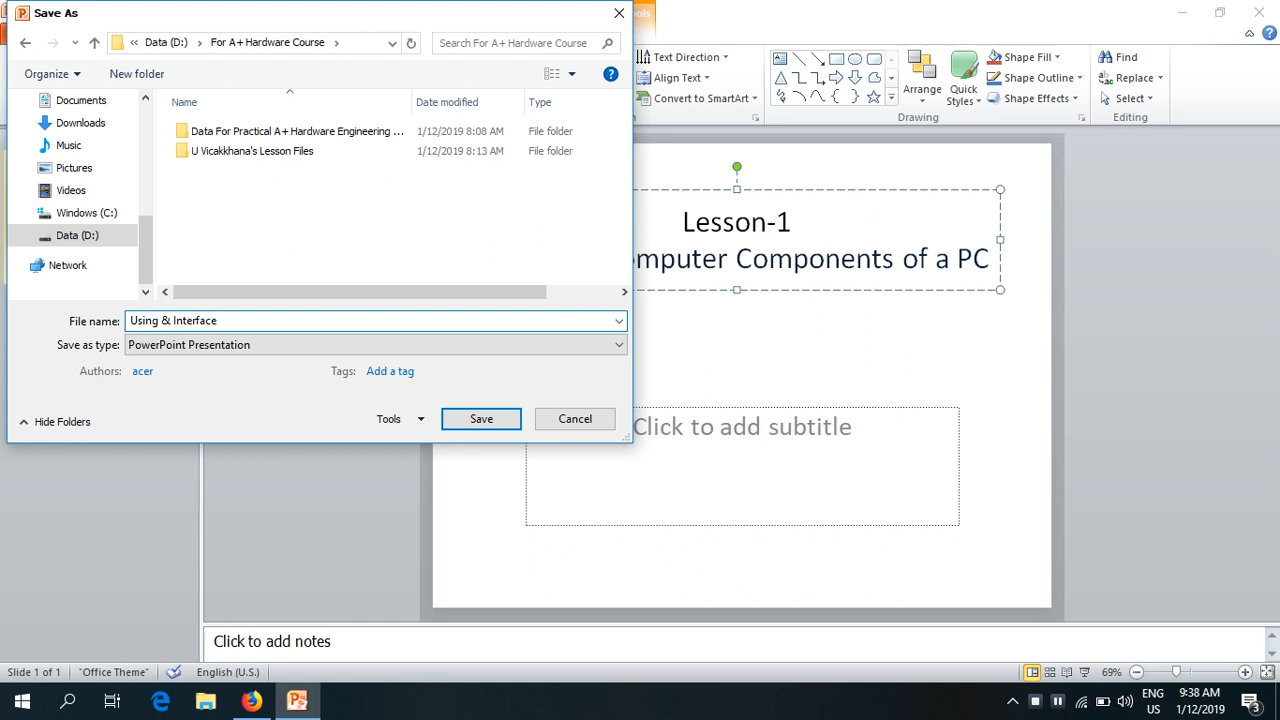 Save As
ols
<< Data (D:) > For A+ Hardware Course >
Search For A+ Hardware Course
Organize
New folder
Text Direction
Align Text
Convert to SmartArt
Arrange
Quick Styles
Shape Fill
Shape Outline
Shape Effects
Drawing
Find
Replace
Select
Editing
Documents
Downloads
Music
Pictures
Videos
Windows (C:)
Data (D:)
Network
Name Date modified Type
Data For Practical A+ Hardware Engineering ... 1/12/2019 8:08 AM File folder
U Vicakkhana's Lesson Files 1/12/2019 8:13 AM File folder
File name: Using & Interface
Save as type: PowerPoint Presentation
Authors: acer Tags: Add a tag
Hide Folders
Tools Save Cancel
Lesson-1
omputer Components of a PC
Click to add subtitle
Click to add notes
Slide 1 of 1 "Office Theme" English (U.S.) 69%
ENG 9:38 AM
US 1/12/2019 3